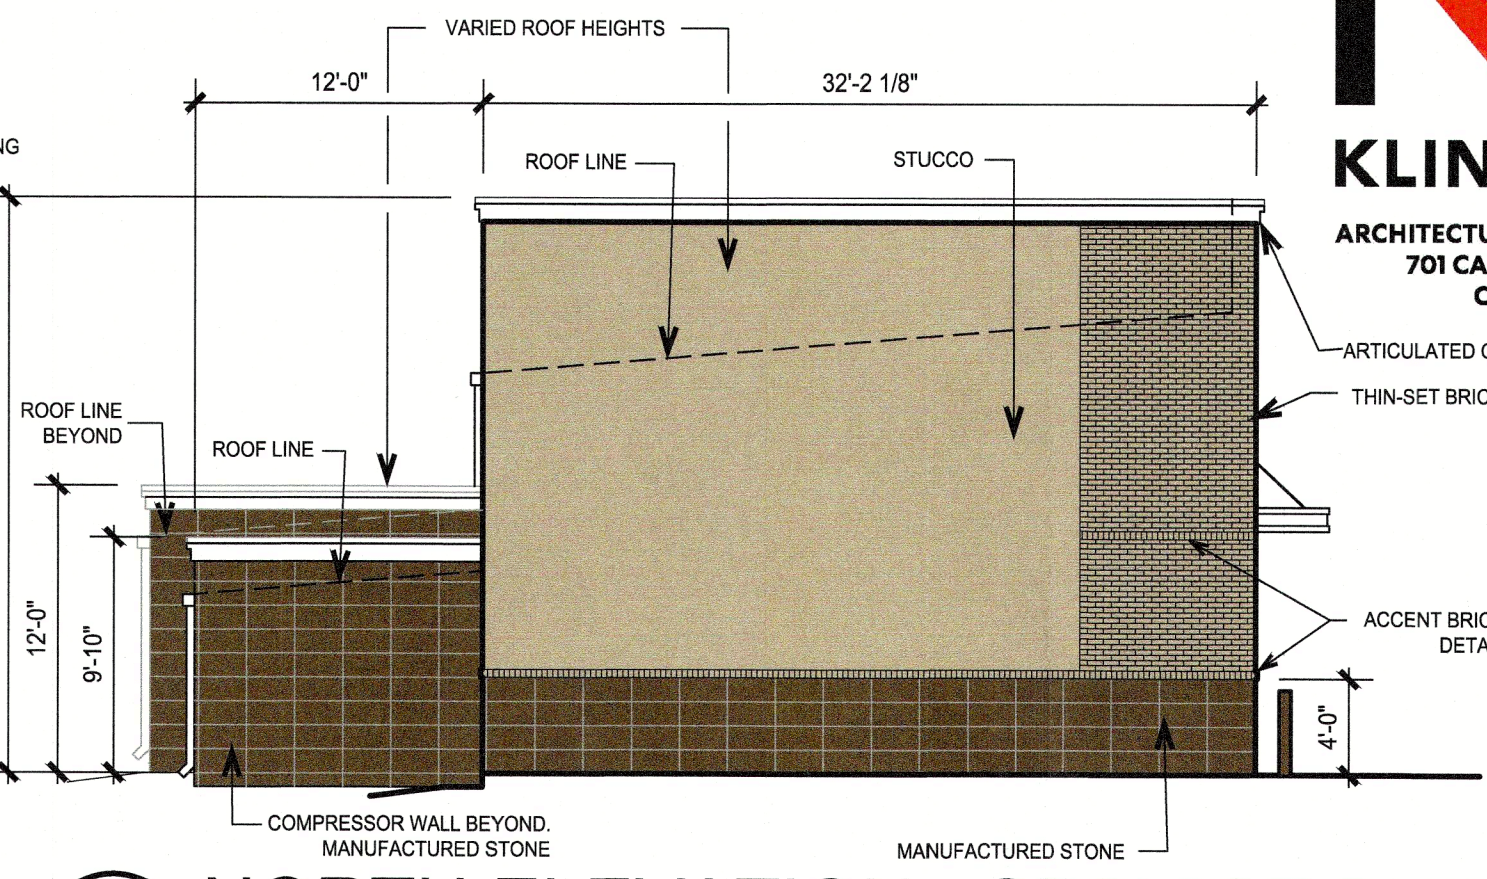 VARIED ROOF HEIGHTS
12'-0"
32'-2 1/8"
NG
ROOF LINE
STUCCO
KLIN
ARCHITECTU
701 CA
ARTICULATED
THIN-SET BRIC
ROOF LINE
BEYOND
ROOF LINE
12'-0"
9'-10"
ACCENT BRIC
DETA
4'-0"
COMPRESSOR WALL BEYOND.
MANUFACTURED STONE
MANUFACTURED STONE